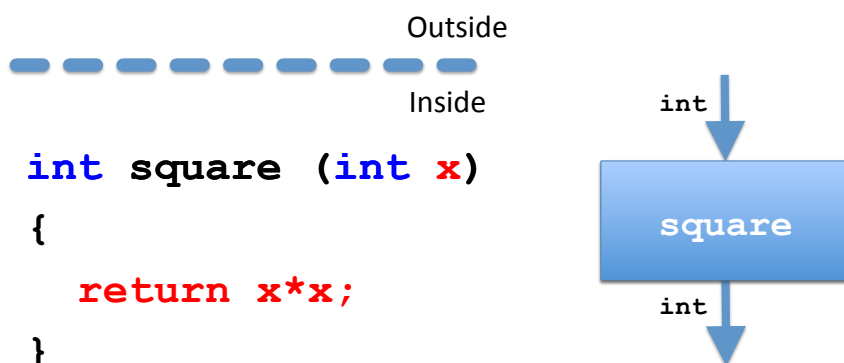 Outside
Inside
int square (int x)
{
return x*x;
}
int
square
int